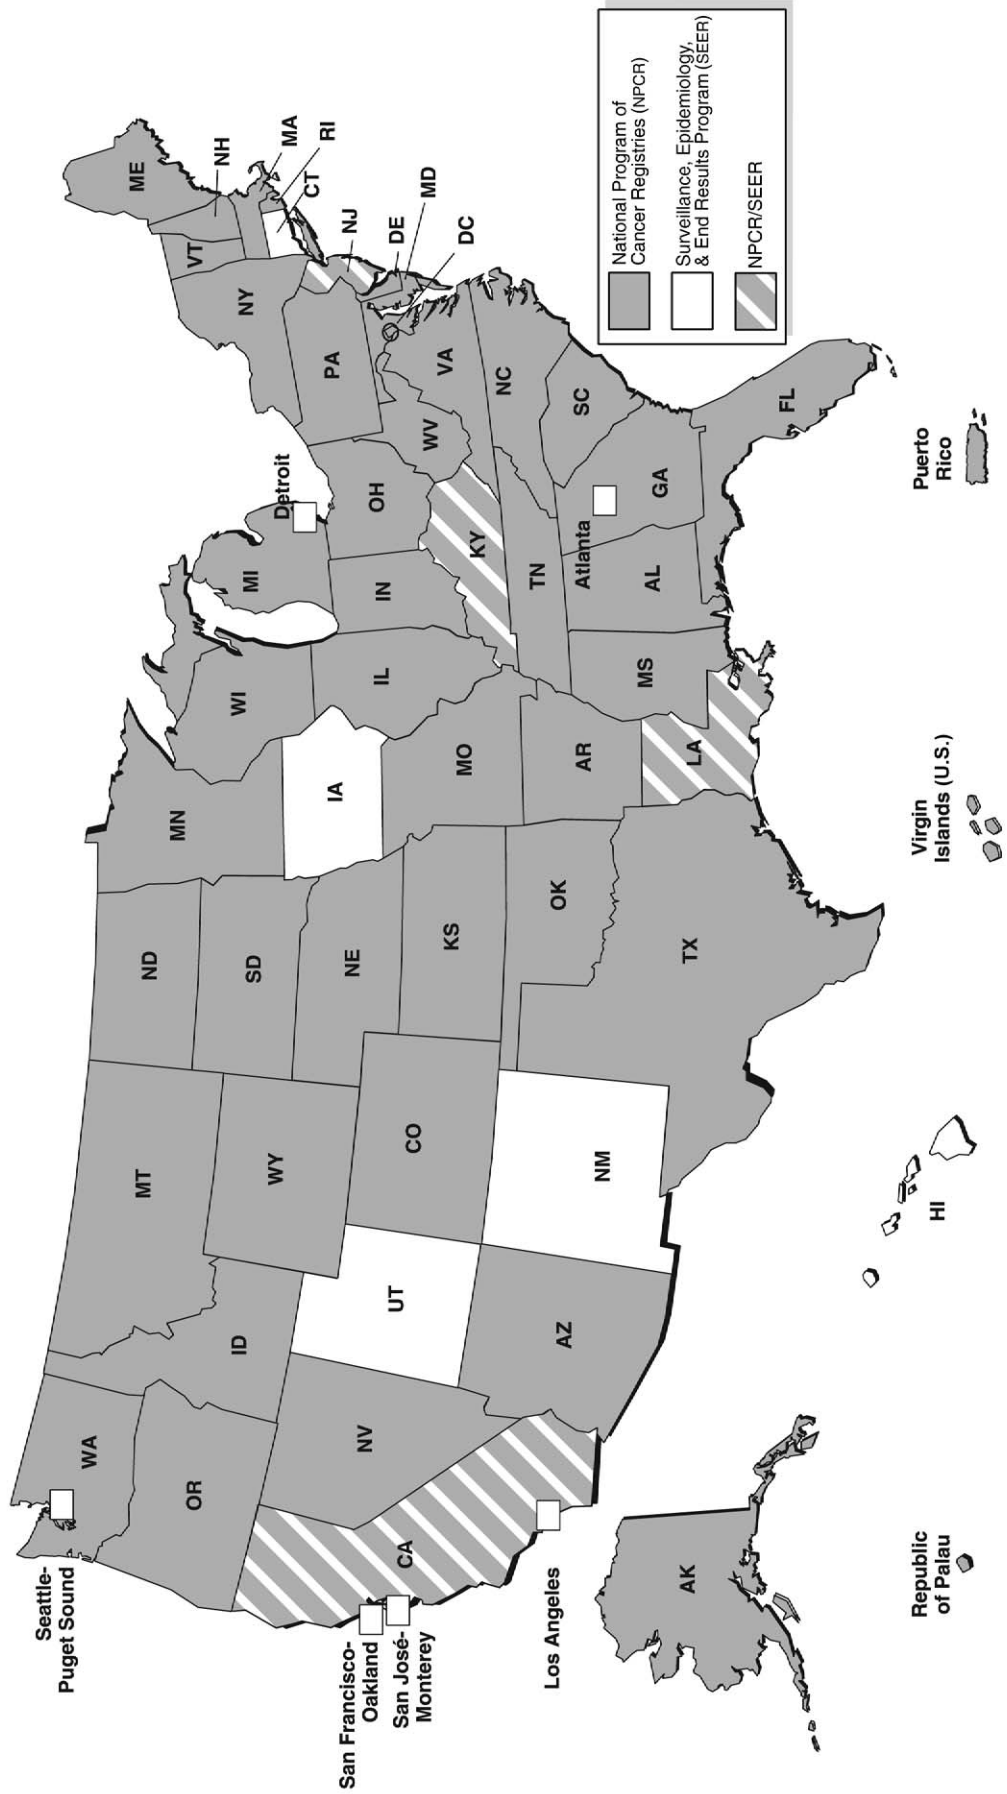 Seattle-
Puget Sound
WA
OR
ID
MT
ND
MN
SD
WY
NV
UT
CO
NE
KS
IA
WI
MI
Detroit
IL
IN
OH
MO
KY
WV
PA
NY
VT
ME
NH
MA
RI
CT
NJ
DE
MD
DC
VA
NC
TN
SC
Atlanta
GA
AL
MS
AR
LA
OK
TX
NM
AZ
CA
FL
San Francisco-
Oakland
San José-
Monterey
Los Angeles
AK
HI
Republic
of Palau
Virgin
Islands (U.S.)
Puerto
Rico
National Program of
Cancer Registries (NPCR)
Surveillance, Epidemiology,
& End Results Program (SEER)
NPCR/SEER